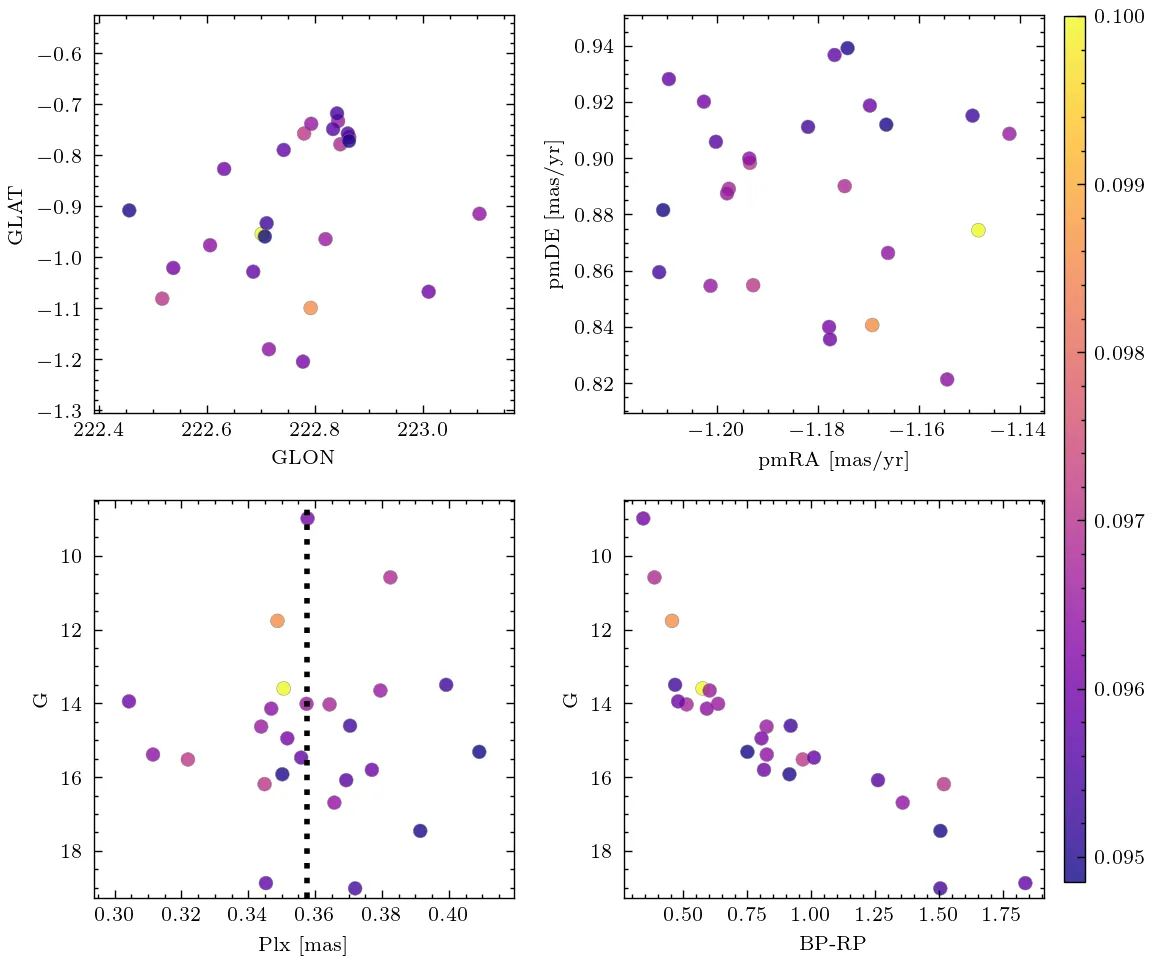 −0.6
−0.7
−0.8
−0.9
−1.0
−1.1
−1.2
−1.3
GLAT
222.4 222.6 222.8 223.0
GLON
0.94
0.92
0.90
0.88
0.86
0.84
0.82
pmDE [mas/yr]
−1.20 −1.18 −1.16 −1.14
pmRA [mas/yr]
10
12
14
16
18
G
0.30 0.32 0.34 0.36 0.38 0.40
Plx [mas]
10
12
14
16
18
G
0.50 0.75 1.00 1.25 1.50 1.75
BP-RP
0.100
0.099
0.098
0.097
0.096
0.095